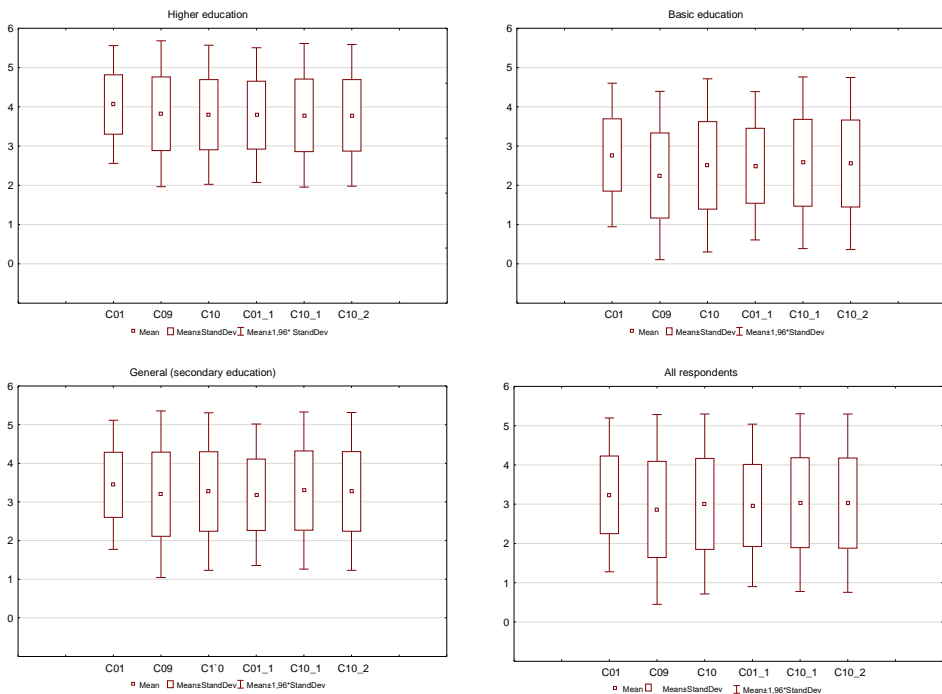 Higher education
6
5
4
3
2
1
0
C01 C09 C10 C01_1 C10_1 C10_2
Mean Mean±StandDev Mean±1,96* StandDev
Basic education
6
5
4
3
2
1
0
C01 C09 C10 C01_1 C10_1 C10_2
Mean Mean±StandDev Mean±1,96*StandDev
General (secondary education)
6
5
4
3
2
1
0
C01 C09 C1`0 C01_1 C10_1 C10_2
Mean Mean±StandDev Mean±1,96*StandDev
All respondents
6
5
4
3
2
1
0
C01 C09 C10 C01_1 C10_1 C10_2
Mean Mean±StandDev Mean±1,96*StandDev